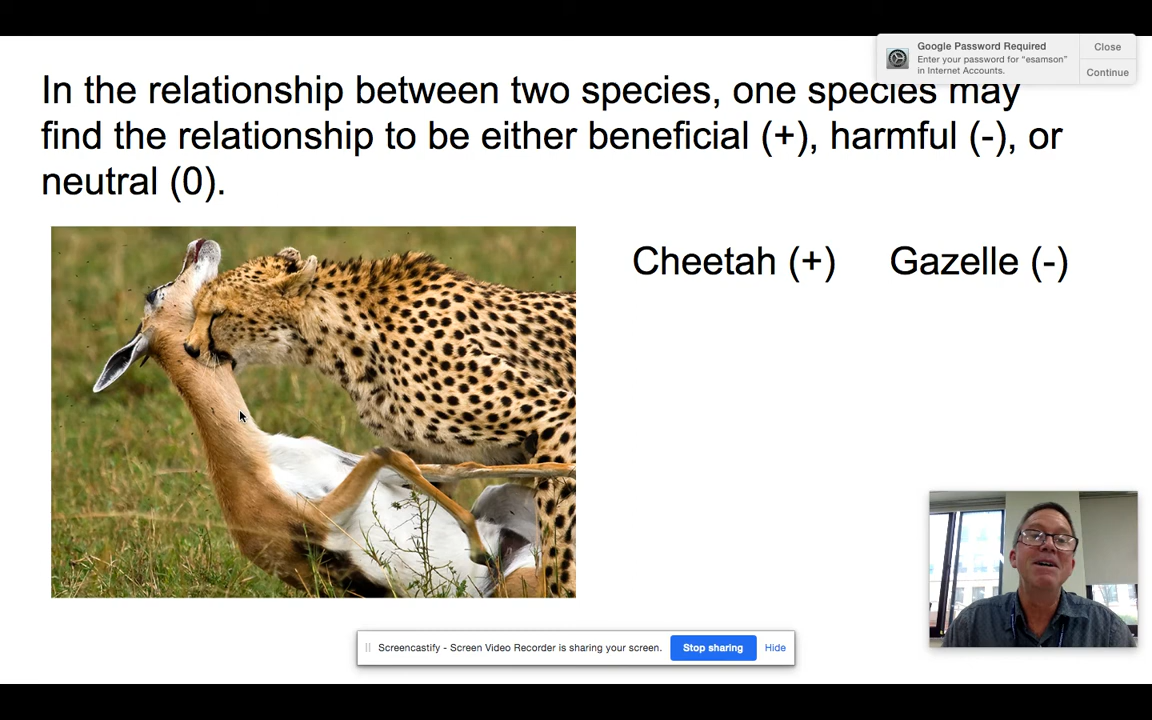 Google Password Required
Close
Enter your password for “esamson”
in Internet Accounts.
Continue
In the relationship between two species, one species may
find the relationship to be either beneficial (+), harmful (-), or
neutral (0).
Cheetah (+) Gazelle (-)
Screencastify - Screen Video Recorder is sharing your screen. Stop sharing Hide